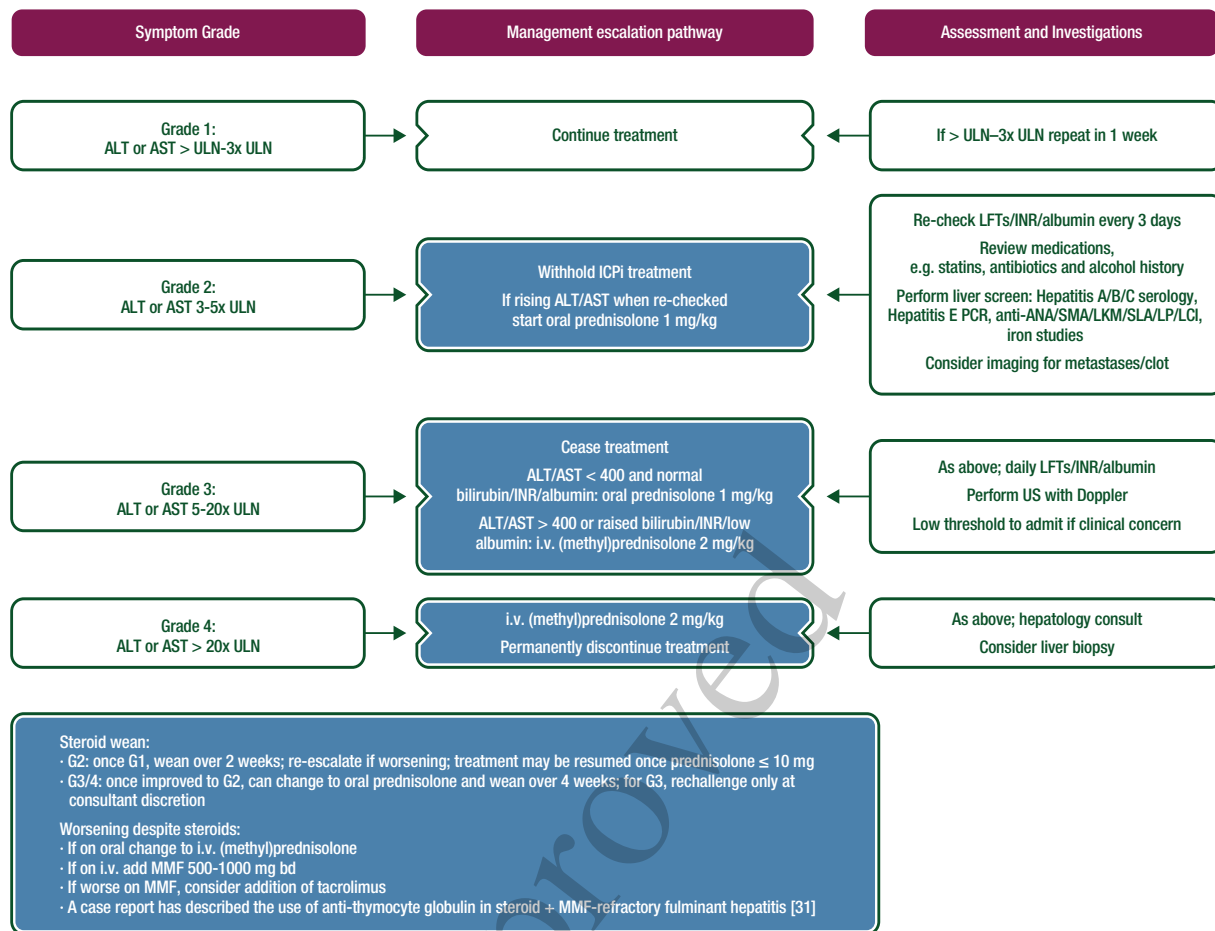 Symptom Grade
Management escalation pathway
Assessment and Investigations
Grade 1:
ALT or AST > ULN-3x ULN
Continue treatment
If > ULN–3x ULN repeat in 1 week
Grade 2:
ALT or AST 3-5x ULN
Withhold ICPi treatment
If rising ALT/AST when re-checked
start oral prednisolone 1 mg/kg
Re-check LFTs/INR/albumin every 3 days
Review medications,
e.g. statins, antibiotics and alcohol history
Perform liver screen: Hepatitis A/B/C serology,
Hepatitis E PCR, anti-ANA/SMA/LKM/SLA/LP/LCI,
iron studies
Consider imaging for metastases/clot
Grade 3:
ALT or AST 5-20x ULN
Cease treatment
ALT/AST < 400 and normal
bilirubin/INR/albumin: oral prednisolone 1 mg/kg
ALT/AST > 400 or raised bilirubin/INR/low
albumin: i.v. (methyl)prednisolone 2 mg/kg
As above; daily LFTs/INR/albumin
Perform US with Doppler
Low threshold to admit if clinical concern
Grade 4:
ALT or AST > 20x ULN
i.v. (methyl)prednisolone 2 mg/kg
Permanently discontinue treatment
As above; hepatology consult
Consider liver biopsy
Steroid wean:
· G2: once G1, wean over 2 weeks; re-escalate if worsening; treatment may be resumed once prednisolone ≤ 10 mg
· G3/4: once improved to G2, can change to oral prednisolone and wean over 4 weeks; for G3, rechallenge only at
consultant discretion
Worsening despite steroids:
· If on oral change to i.v. (methyl)prednisolone
· If on i.v. add MMF 500-1000 mg bd
· If worse on MMF, consider addition of tacrolimus
· A case report has described the use of anti-thymocyte globulin in steroid + MMF-refractory fulminant hepatitis [31]
proved